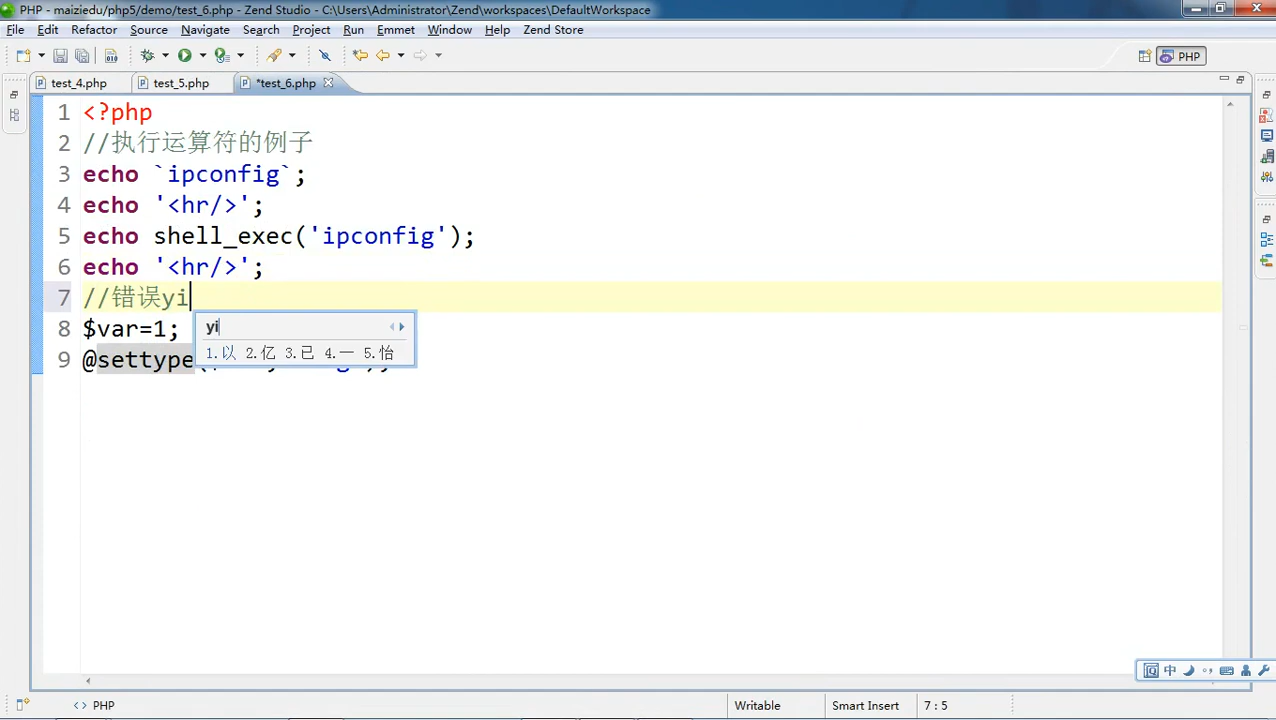 PHP - maiziedu/php5/demo/test_6.php - Zend Studio - C:\Users\Administrator\Zend\workspaces\DefaultWorkspace
File Edit Refactor Source Navigate Search Project Run Emmet Window Help Zend Store
PHP
test_4.php test_5.php *test_6.php
1 <?php
2 //执行运算符的例子
3 echo `ipconfig`;
4 echo '<hr/>';
5 echo shell_exec('ipconfig');
6 echo '<hr/>';
7 //错误yi
yi
8 $var=1;
1.以 2.亿 3.已 4.一 5.怡
9 @settype
中
<> PHP Writable Smart Insert 7 : 5